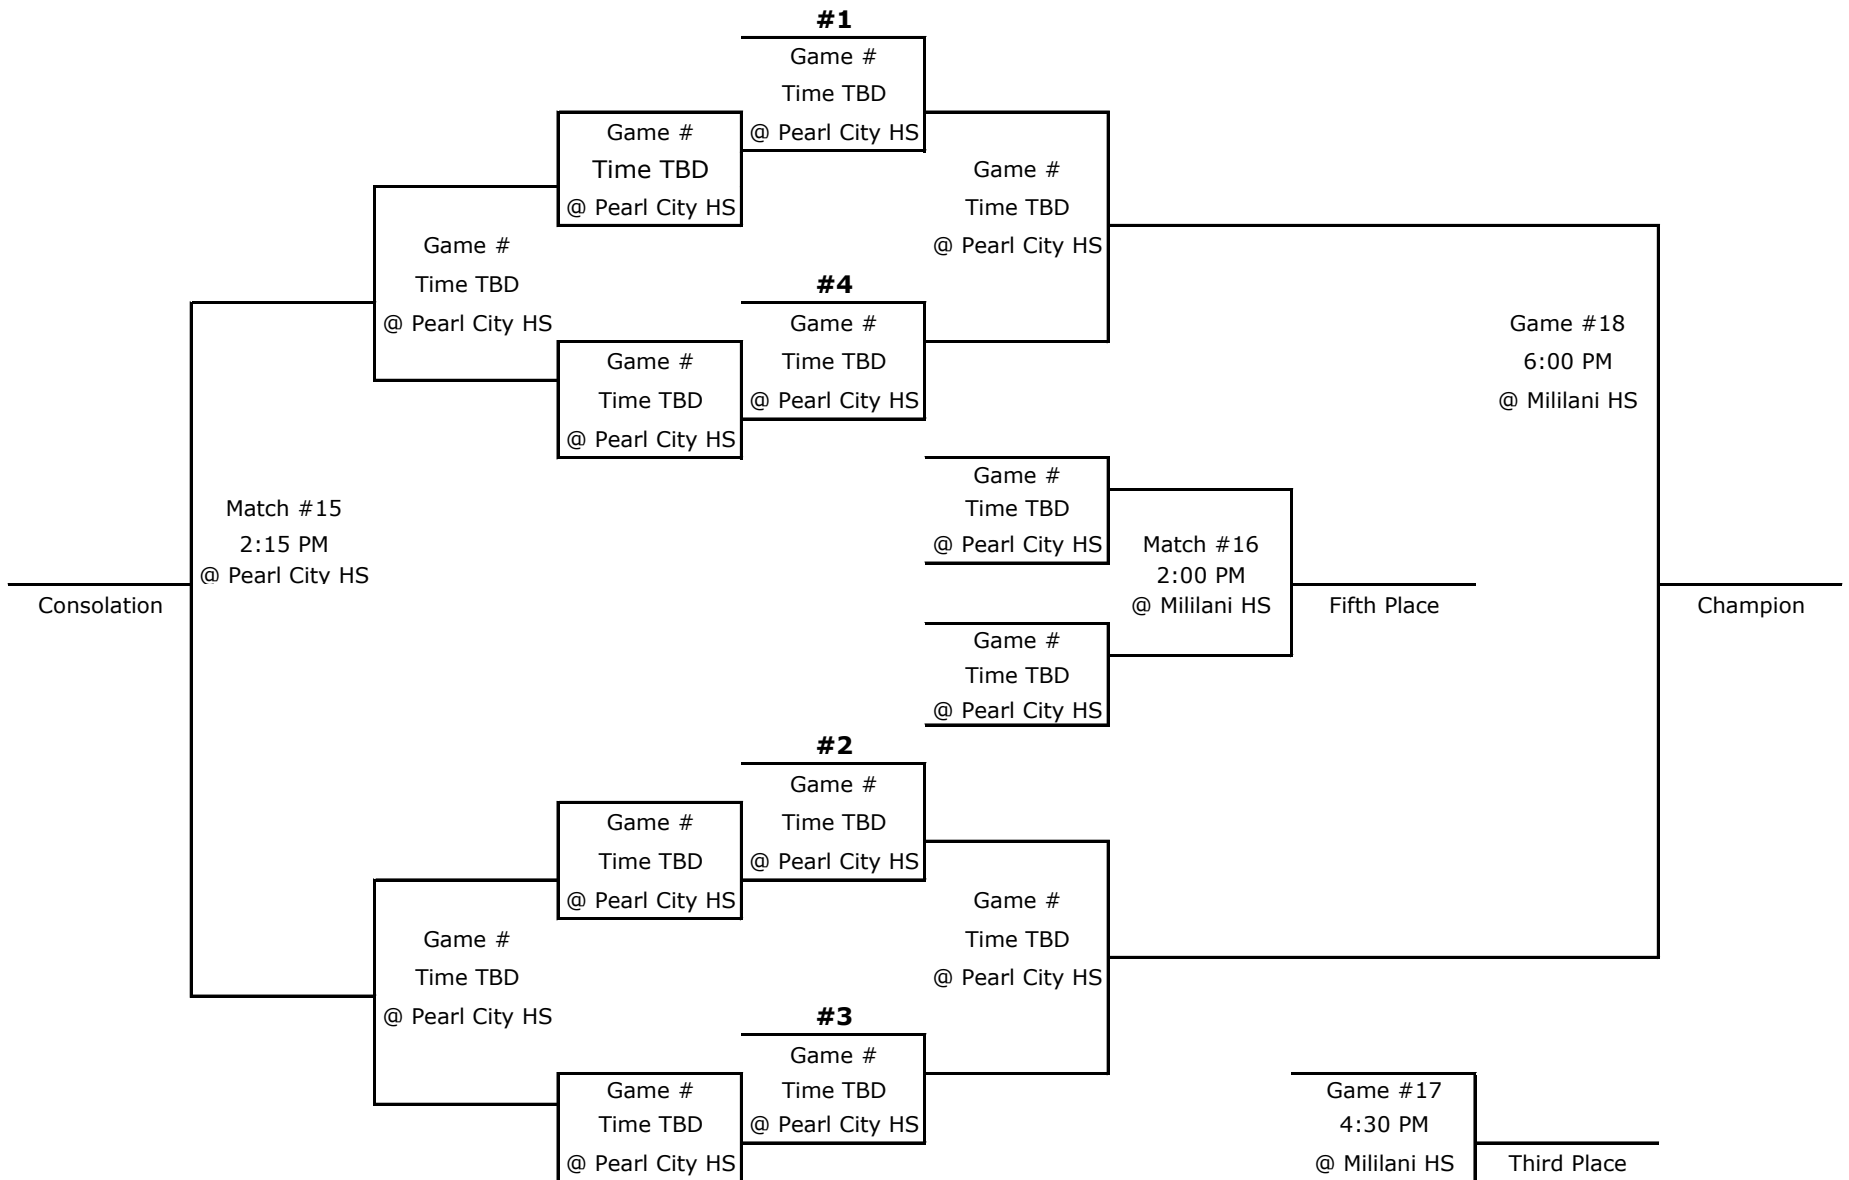 #1
Game #
Time TBD
@ Pearl City HS
Game #
Time TBD
@ Pearl City HS
Game #
Time TBD
@ Pearl City HS
Game #
Time TBD
@ Pearl City HS
#4
Game #
Time TBD
@ Pearl City HS
Game #
Time TBD
@ Pearl City HS
Game #18
6:00 PM
@ Mililani HS
Match #15
2:15 PM
@ Pearl City HS
Consolation
Game #
Time TBD
@ Pearl City HS
Match #16
2:00 PM
@ Mililani HS
Fifth Place
Champion
Game #
Time TBD
@ Pearl City HS
#2
Game #
Time TBD
@ Pearl City HS
Game #
Time TBD
@ Pearl City HS
Game #
Time TBD
@ Pearl City HS
Game #
Time TBD
@ Pearl City HS
#3
Game #
Time TBD
@ Pearl City HS
Game #
Time TBD
@ Pearl City HS
Game #17
4:30 PM
@ Mililani HS
Third Place